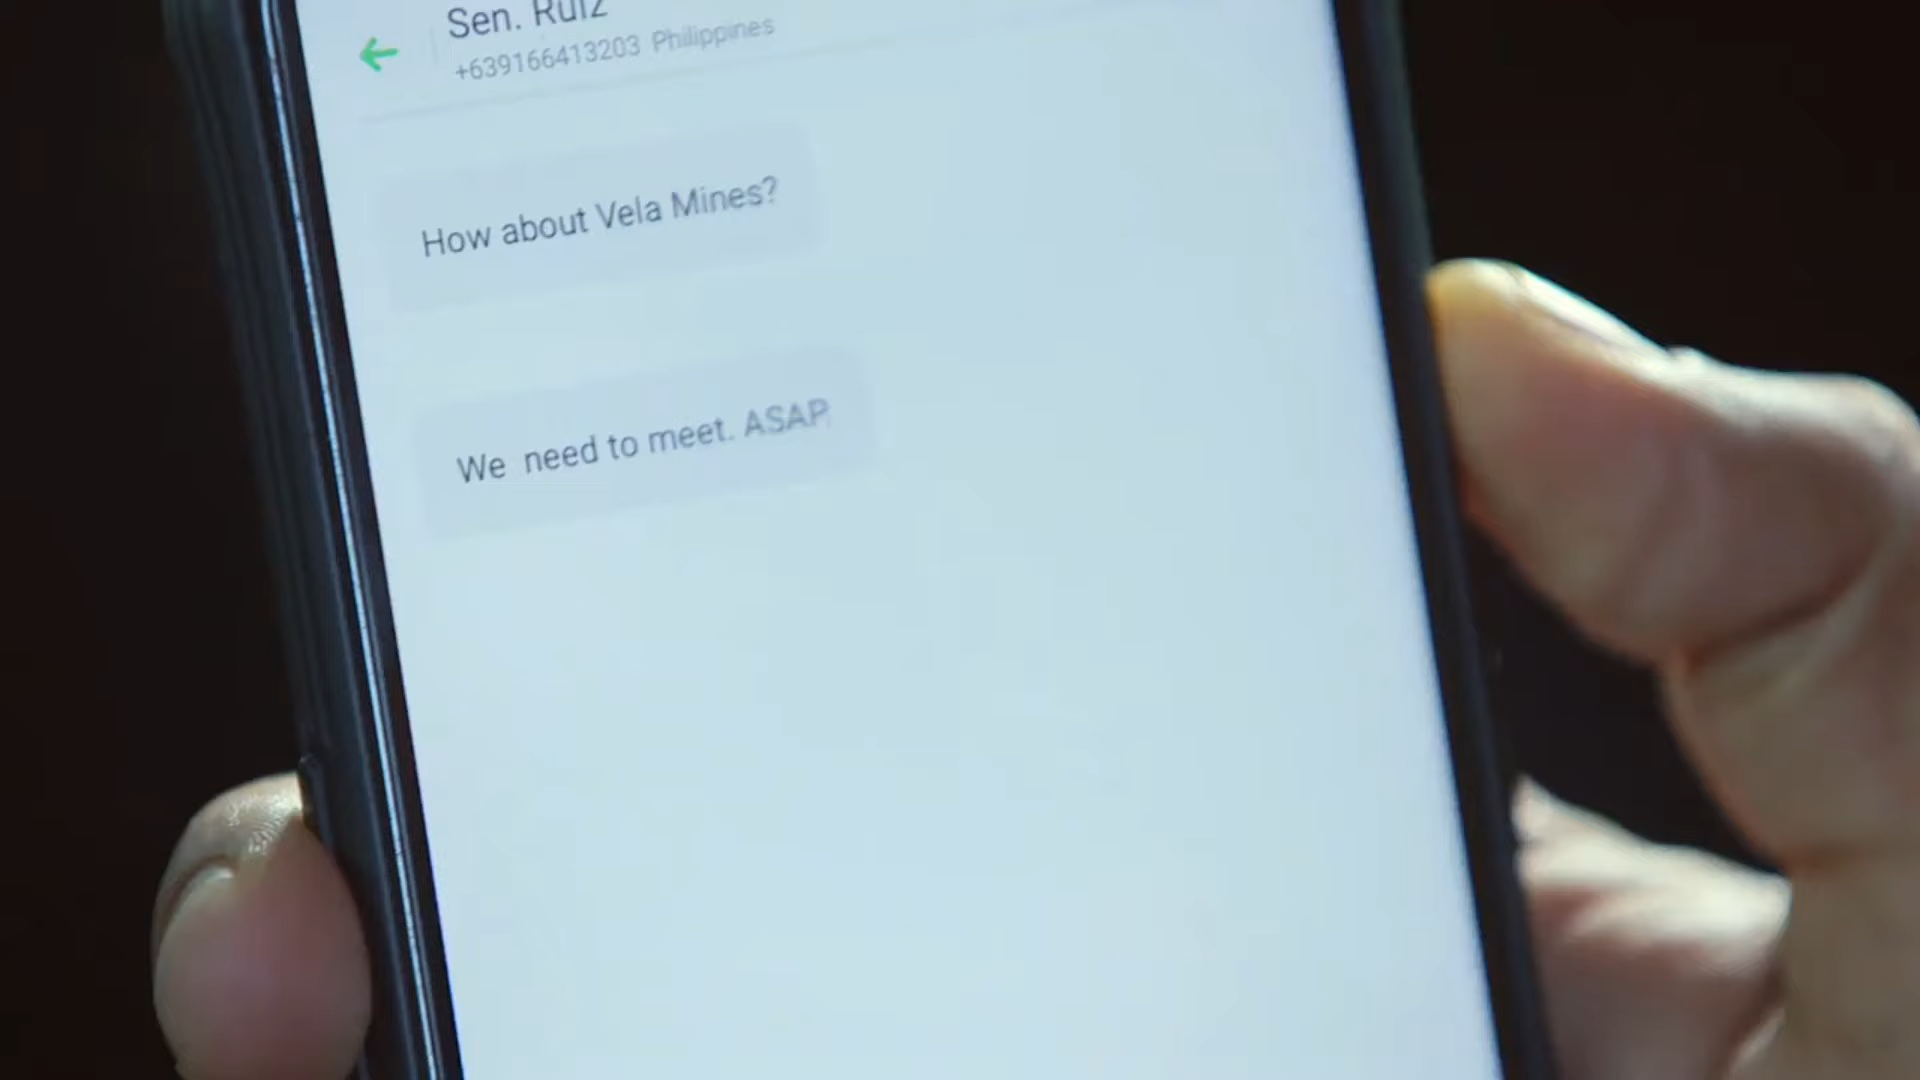 Sen. Ruiz
+639166413203 Philippines
How about Vela Mines?
We need to meet. ASAP